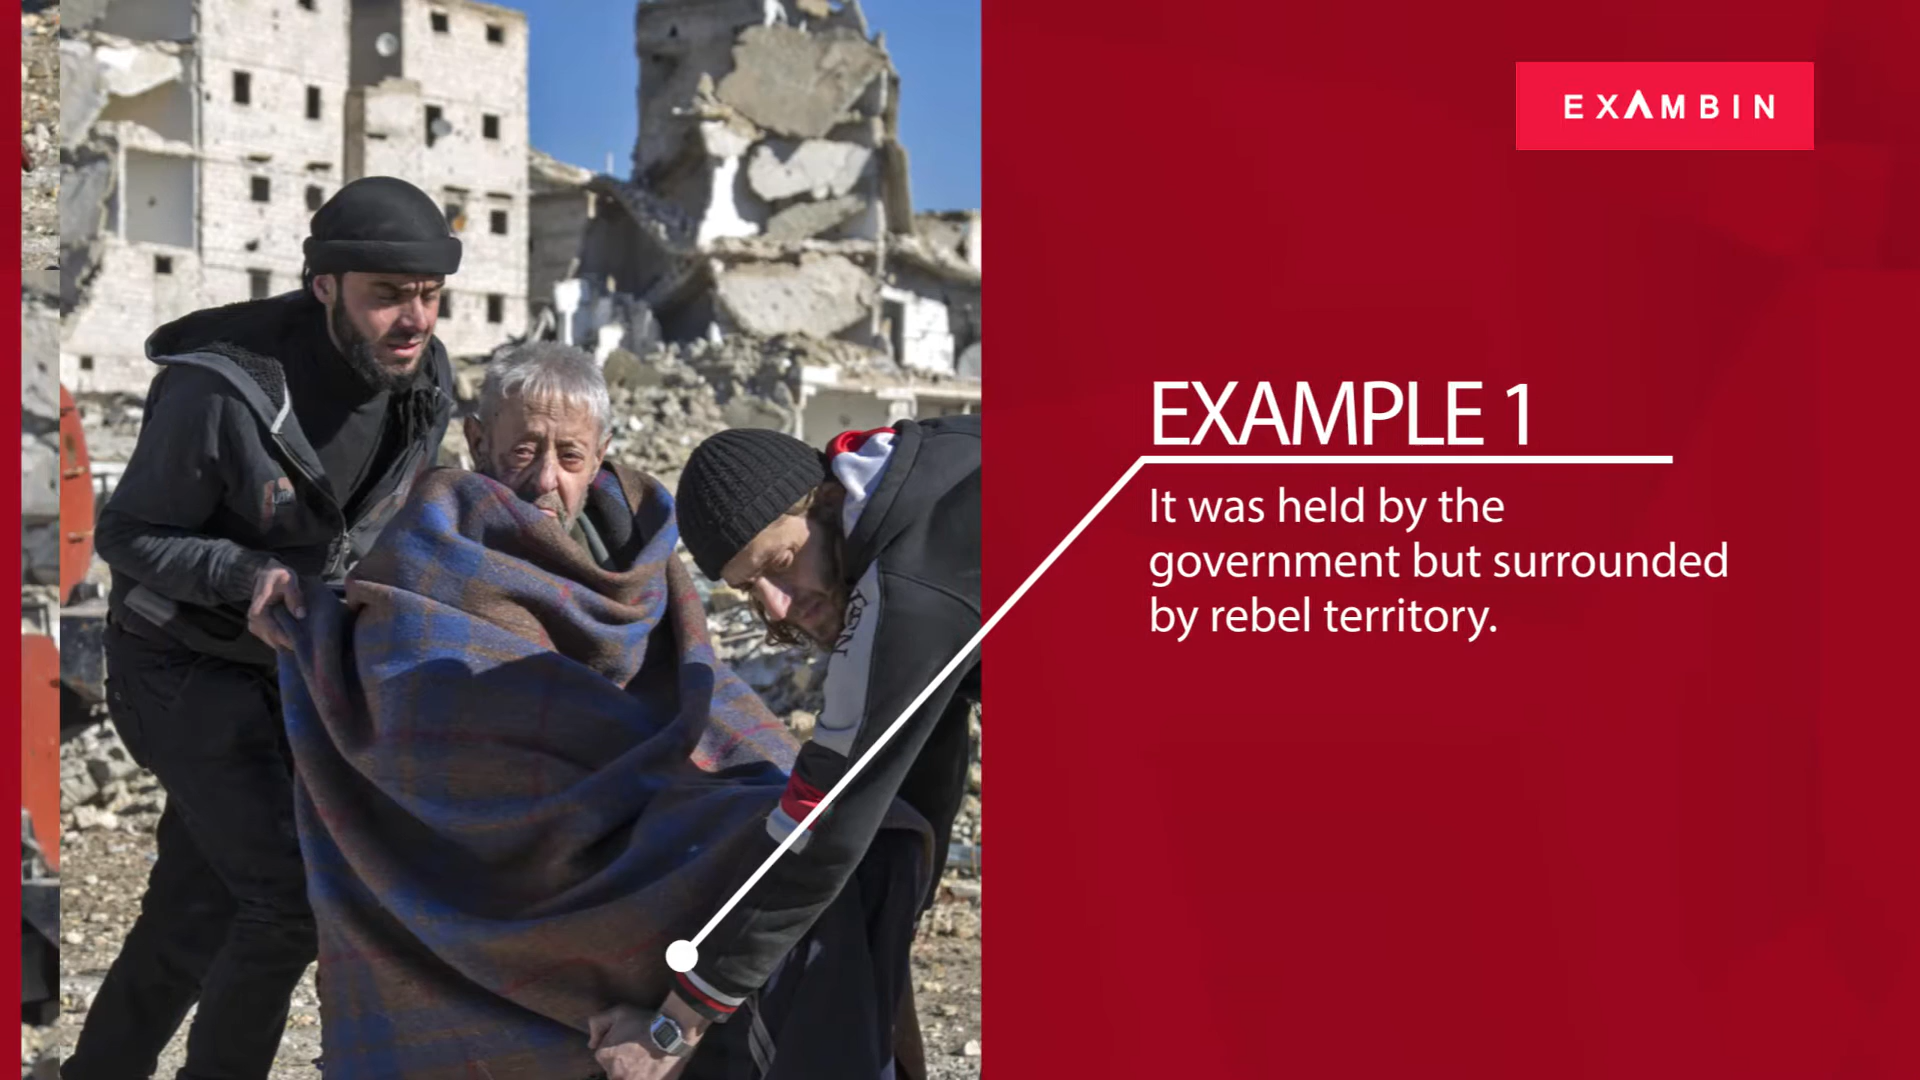 EXAMBIN
EXAMPLE 1
It was held by the
government but surrounded
by rebel territory.